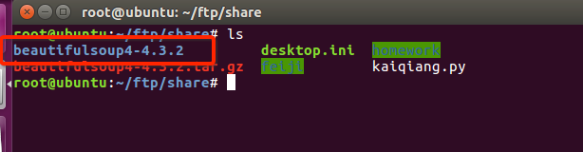 root@ubuntu: ~/ftp/share
root@ubuntu:~/ftp/share# ls
beautifulsoup4-4.3.2 desktop.ini homework
beautifulsoup4-4.3.2.tar.gz feiji kaiqiang.py
root@ubuntu:~/ftp/share#